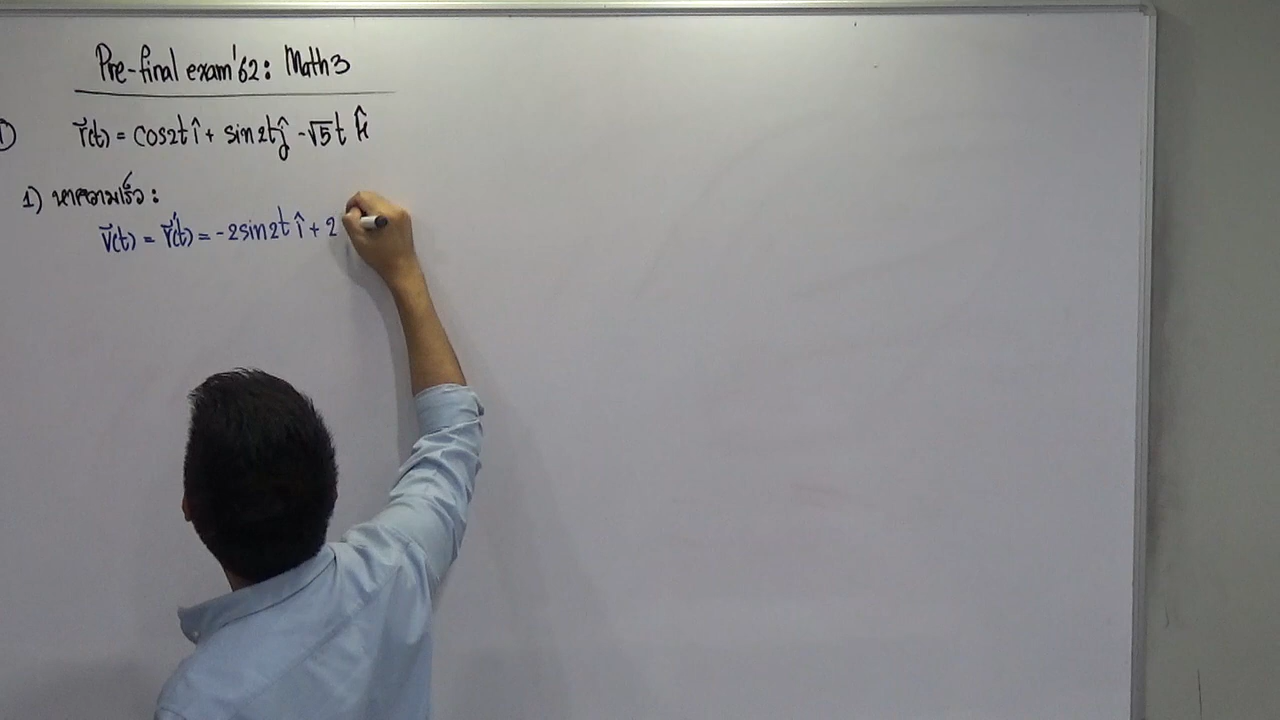 Pre-final exam'62: Math3
1) r⃗(t) = cos2t î + sin2t ĵ - √5 t k̂
1) หาความเร็ว :
v⃗(t) = r⃗'(t) = -2sin2t î + 2